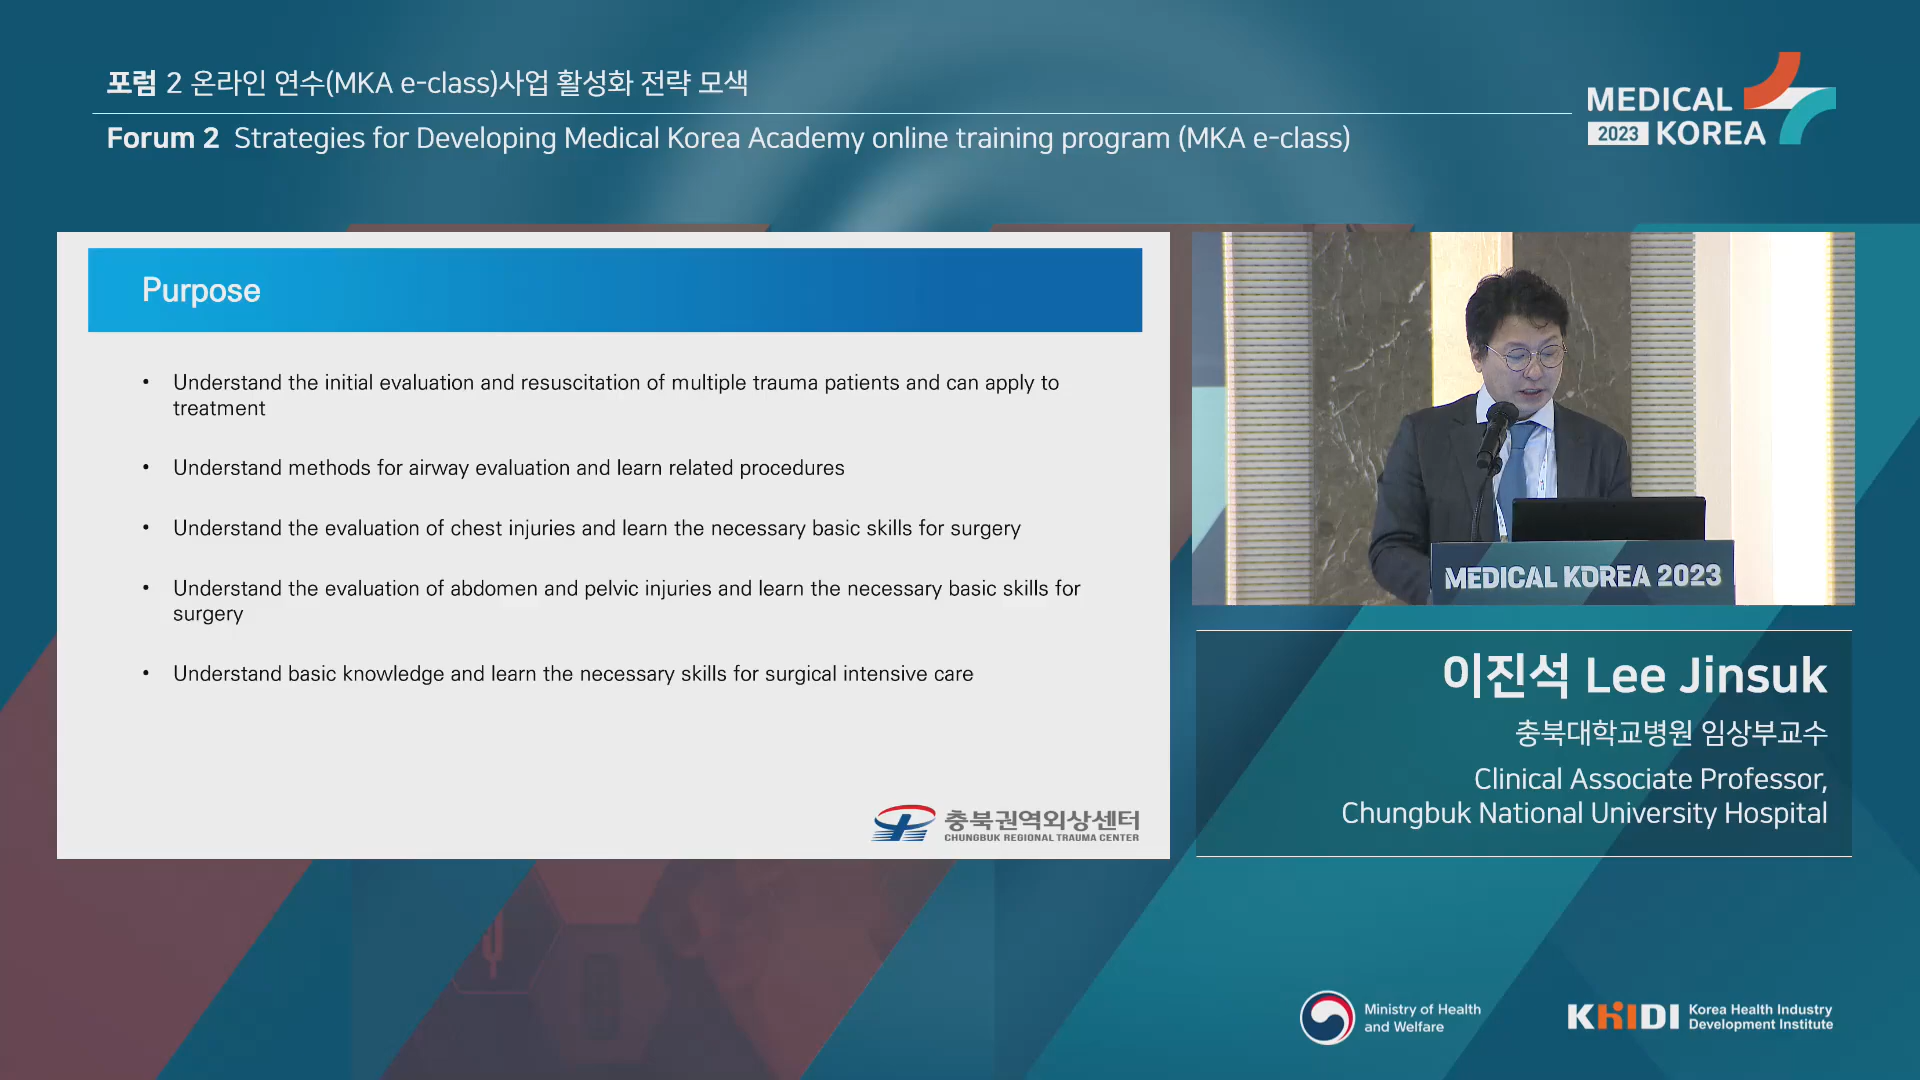 포럼 2 온라인 연수(MKA e-class)사업 활성화 전략 모색
Forum 2 Strategies for Developing Medical Korea Academy online training program (MKA e-class)
MEDICAL
2023 KOREA
Purpose
• Understand the initial evaluation and resuscitation of multiple trauma patients and can apply to
treatment
• Understand methods for airway evaluation and learn related procedures
• Understand the evaluation of chest injuries and learn the necessary basic skills for surgery
• Understand the evaluation of abdomen and pelvic injuries and learn the necessary basic skills for
surgery
• Understand basic knowledge and learn the necessary skills for surgical intensive care
충북권역외상센터
CHUNGBUK REGIONAL TRAUMA CENTER
MEDICAL KOREA 2023
이진석 Lee Jinsuk
충북대학교병원 임상부교수
Clinical Associate Professor,
Chungbuk National University Hospital
Ministry of Health
and Welfare
KHIDI
Korea Health Industry
Development Institute